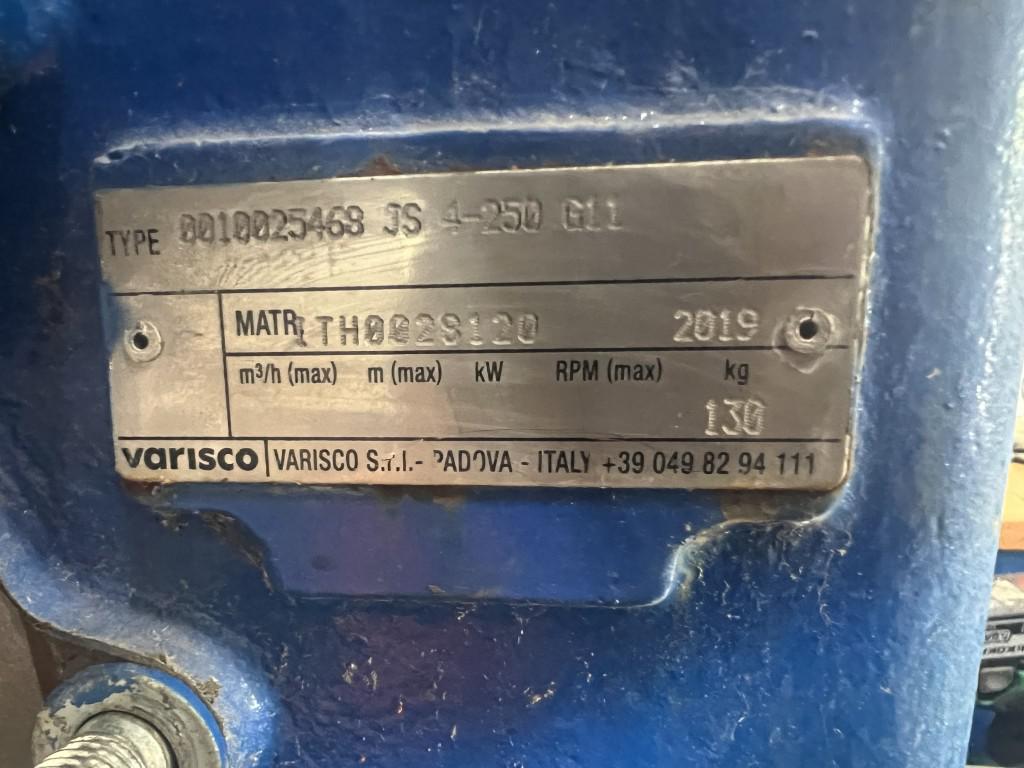 TYPE 0010025468 JS 4-250 G11
MATR. ITH0028120 2019
m³/h (max) m (max) kW RPM (max) kg
130
varisco VARISCO S.r.l.- PADOVA - ITALY +39 049 82 94 111